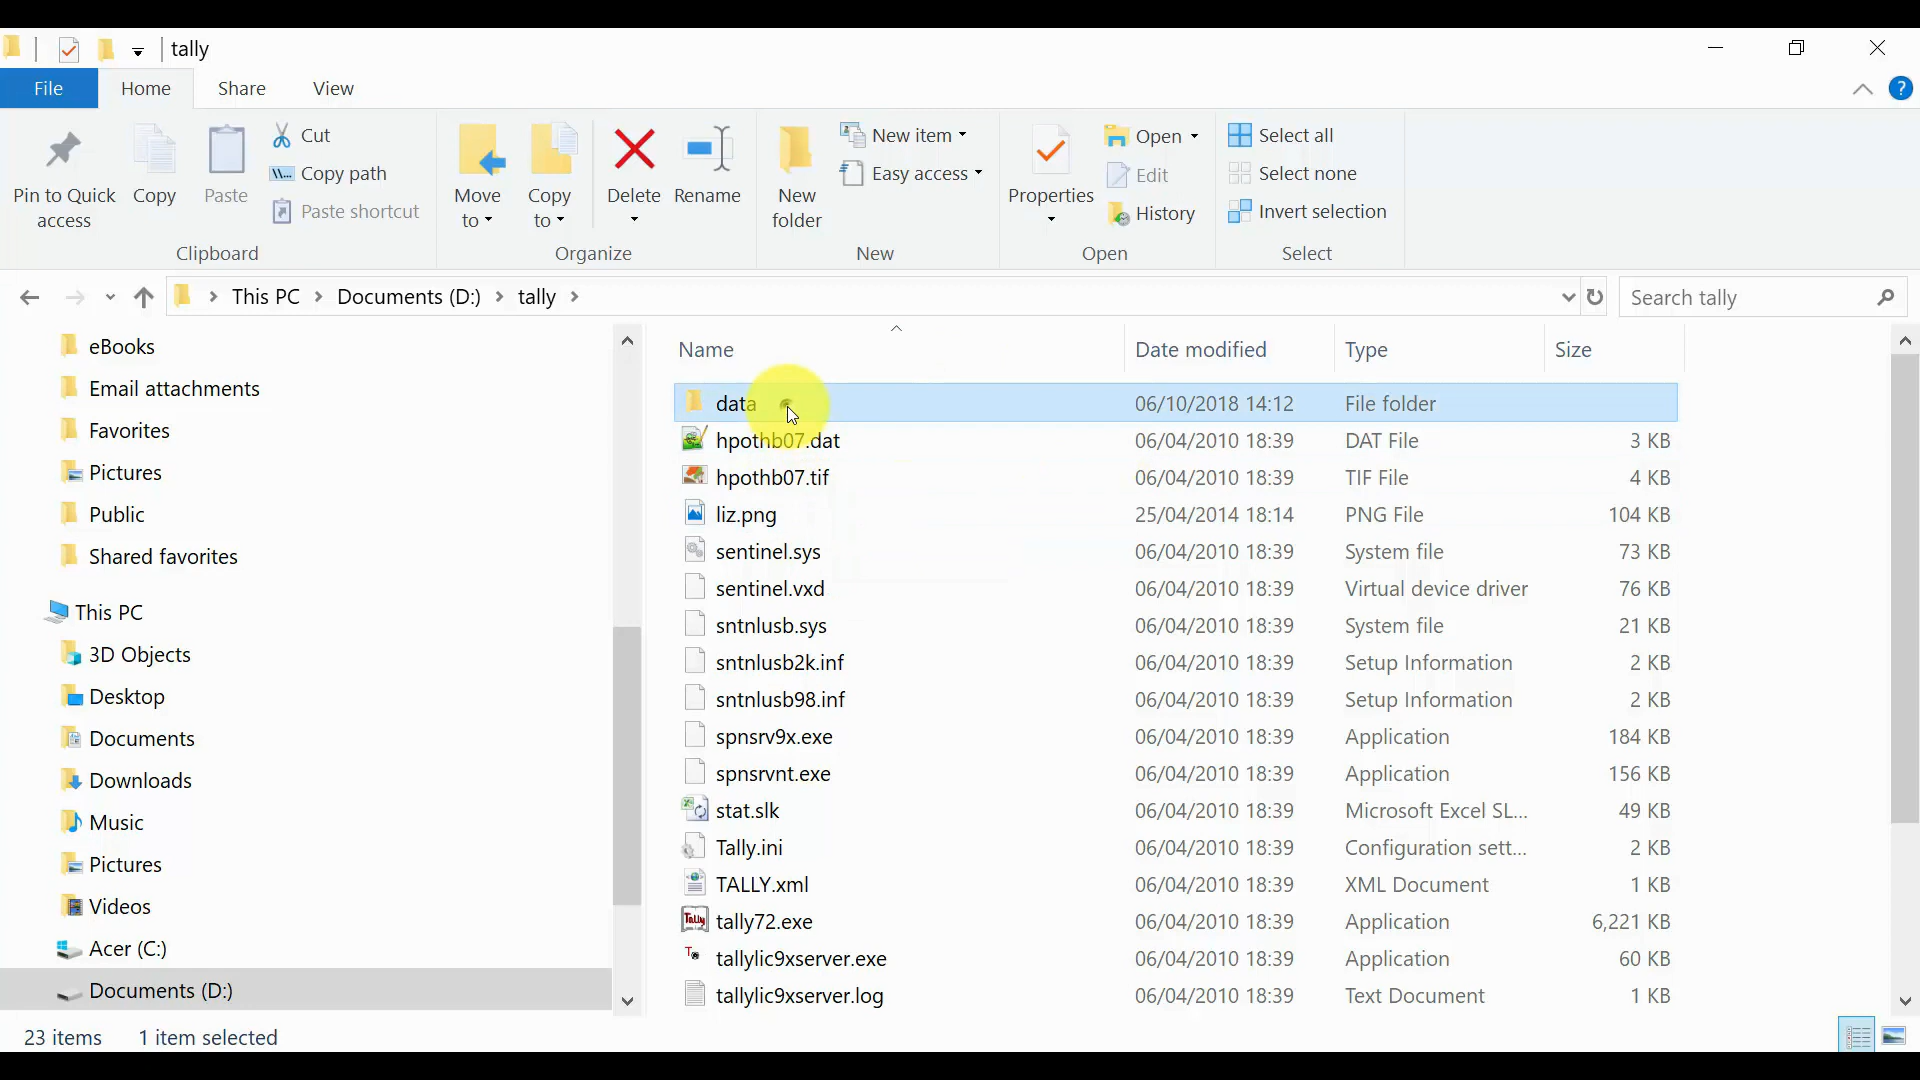 tally
File Home Share View
Pin to Quick access
Copy
Paste
Cut
Copy path
Paste shortcut
Clipboard
Move to
Copy to
Delete
Rename
Organize
New folder
New item
Easy access
New
Properties
Open
Edit
History
Open
Select all
Select none
Invert selection
Select
This PC Documents (D:) tally
Search tally
eBooks
Email attachments
Favorites
Pictures
Public
Shared favorites
This PC
3D Objects
Desktop
Documents
Downloads
Music
Pictures
Videos
Acer (C:)
Documents (D:)
Name Date modified Type Size
data 06/10/2018 14:12 File folder
hpothb07.dat 06/04/2010 18:39 DAT File 3 KB
hpothb07.tif 06/04/2010 18:39 TIF File 4 KB
liz.png 25/04/2014 18:14 PNG File 104 KB
sentinel.sys 06/04/2010 18:39 System file 73 KB
sentinel.vxd 06/04/2010 18:39 Virtual device driver 76 KB
sntnlusb.sys 06/04/2010 18:39 System file 21 KB
sntnlusb2k.inf 06/04/2010 18:39 Setup Information 2 KB
sntnlusb98.inf 06/04/2010 18:39 Setup Information 2 KB
spnsrv9x.exe 06/04/2010 18:39 Application 184 KB
spnsrvnt.exe 06/04/2010 18:39 Application 156 KB
stat.slk 06/04/2010 18:39 Microsoft Excel SL... 49 KB
Tally.ini 06/04/2010 18:39 Configuration sett... 2 KB
TALLY.xml 06/04/2010 18:39 XML Document 1 KB
tally72.exe 06/04/2010 18:39 Application 6,221 KB
tallylic9xserver.exe 06/04/2010 18:39 Application 60 KB
tallylic9xserver.log 06/04/2010 18:39 Text Document 1 KB
23 items 1 item selected